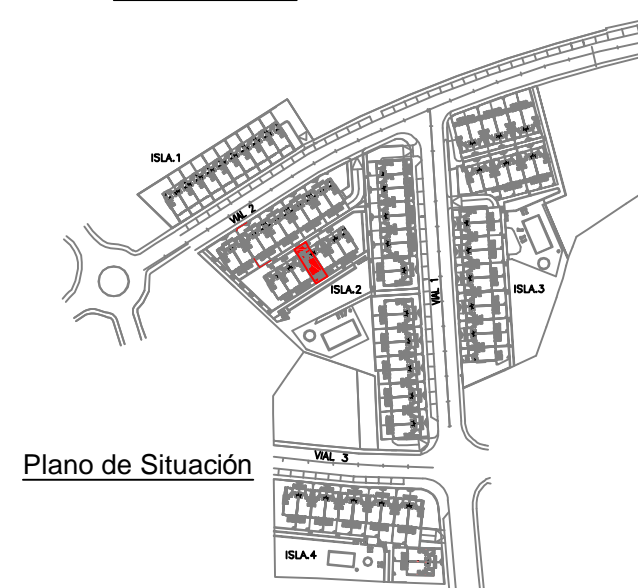 ISLA.1
VIAL 2
ISLA.2
VIAL 1
ISLA.3
Plano de Situación
VIAL 3
ISLA.4